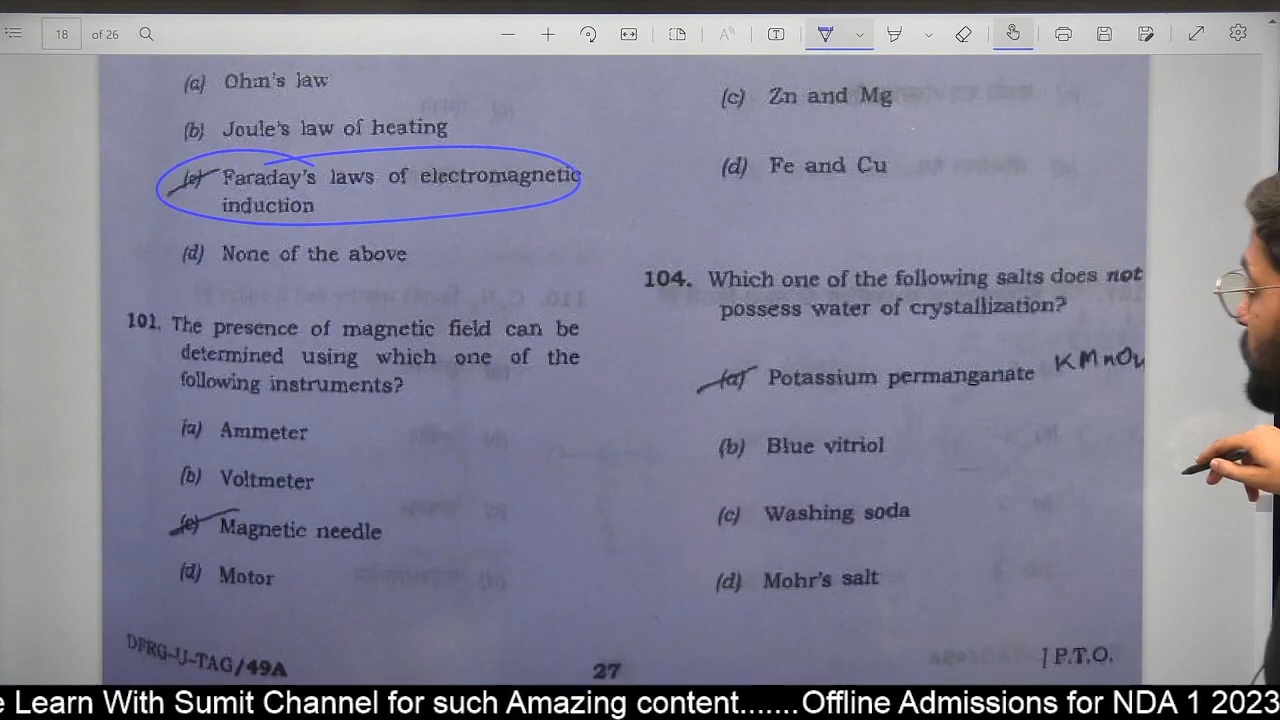 18 of 29
(a) Ohm's law
(b) Joule's law of heating
(c) Faraday's laws of electromagnetic
induction
(d) None of the above
101. The presence of magnetic field can be
determined using which one of the
following instruments?
(a) Ammeter
(b) Voltmeter
(c) Magnetic needle
(d) Motor
DPRG-U-TAG/49A
(c) Zn and Mg
(d) Fe and Cu
104. Which one of the following salts does not
possess water of crystallization?
(a) Potassium permanganate KMnO4
(b) Blue vitriol
(c) Washing soda
(d) Mohr's salt
27
[ P.T.O.
e Learn With Sumit Channel for such Amazing content.......Offline Admissions for NDA 1 2023